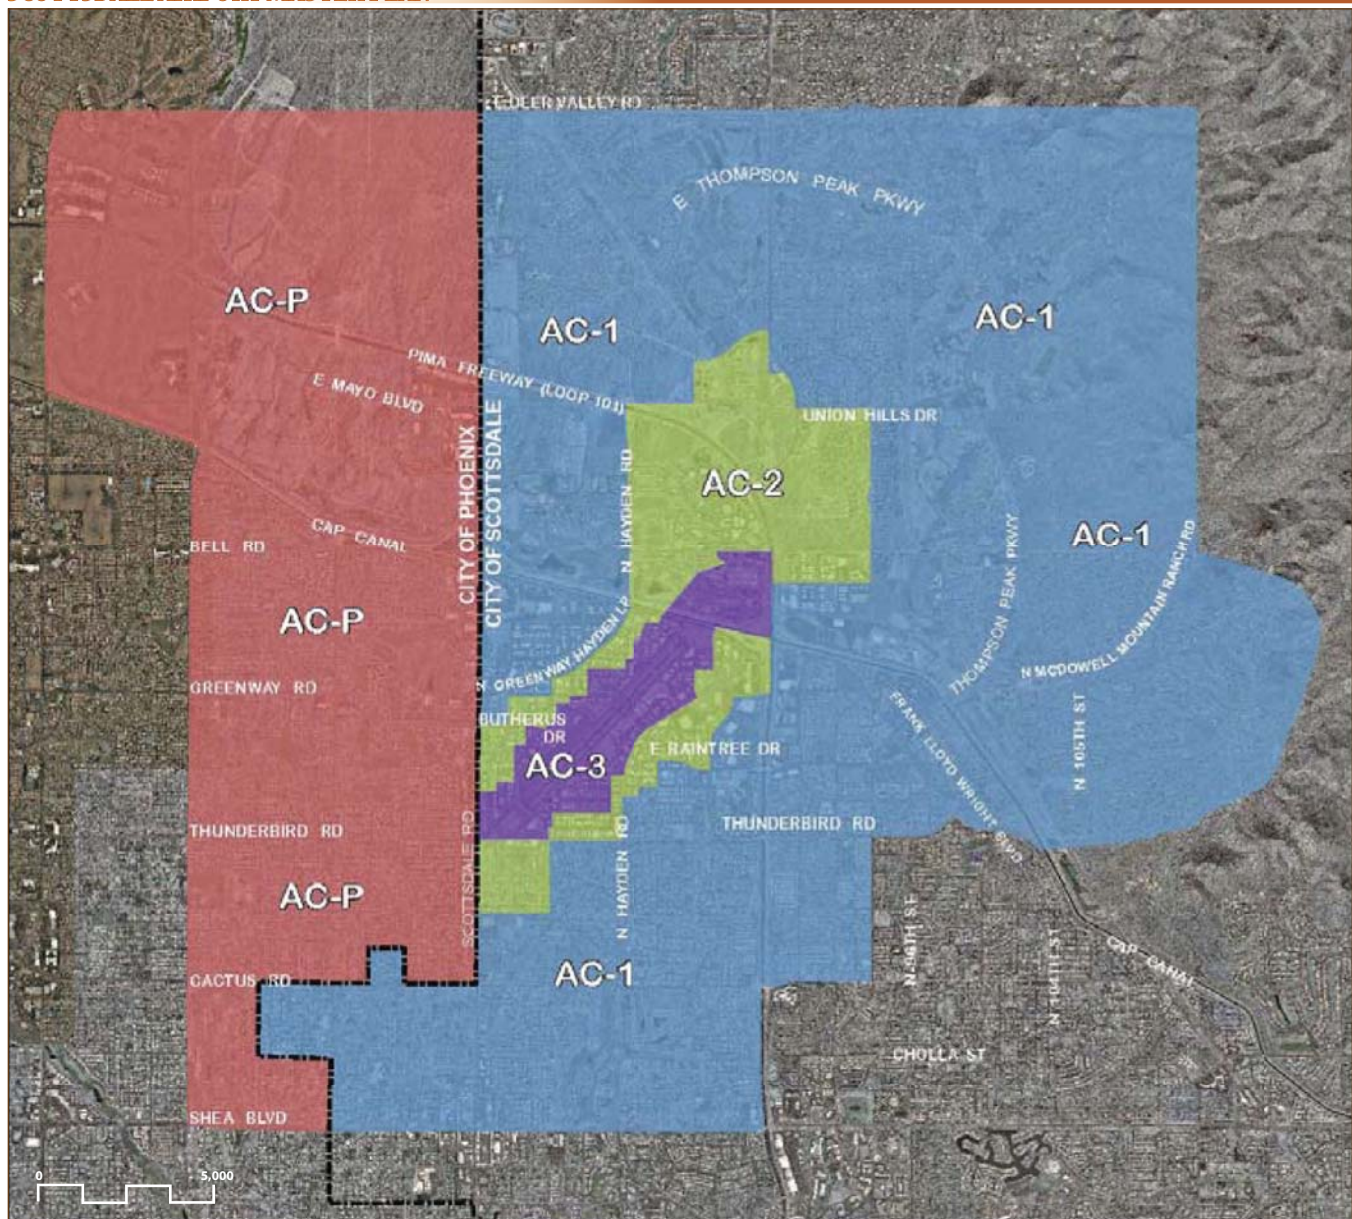 E DEER VALLEY RD
E THOMPSON PEAK PKWY
AC-P
AC-1
AC-1
PIMA FREEWAY (LOOP 101)
E MAYO BLVD
UNION HILLS DR
CITY OF PHOENIX
CITY OF SCOTTSDALE
N HAYDEN RD
AC-2
CAP CANAL
BELL RD
AC-1
THOMPSON PEAK PKWY
N MCDOWELL MOUNTAIN RANCH RD
AC-P
N GREENWAY HAYDEN LP
GREENWAY RD
BUTHERUS
DR
E RAINTREE DR
FRANK LLOYD WRIGHT BLVD
N 105TH ST
AC-3
THUNDERBIRD RD
THUNDERBIRD RD
SCOTTSDALE RD
N HAYDEN RD
AC-P
N 96TH ST
N 104TH ST
CAP CANAL
CACTUS RD
AC-1
CHOLLA ST
SHEA BLVD
0 5,000